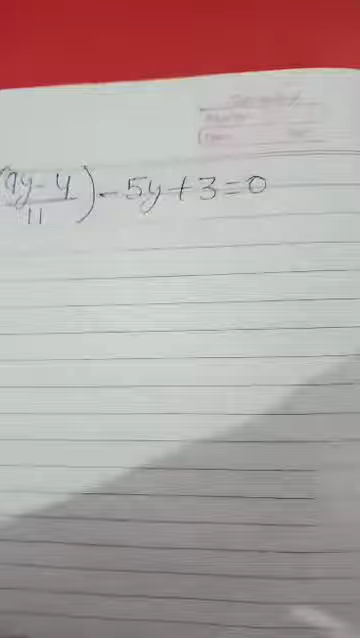 (9y-4/11) - 5y + 3 = 0